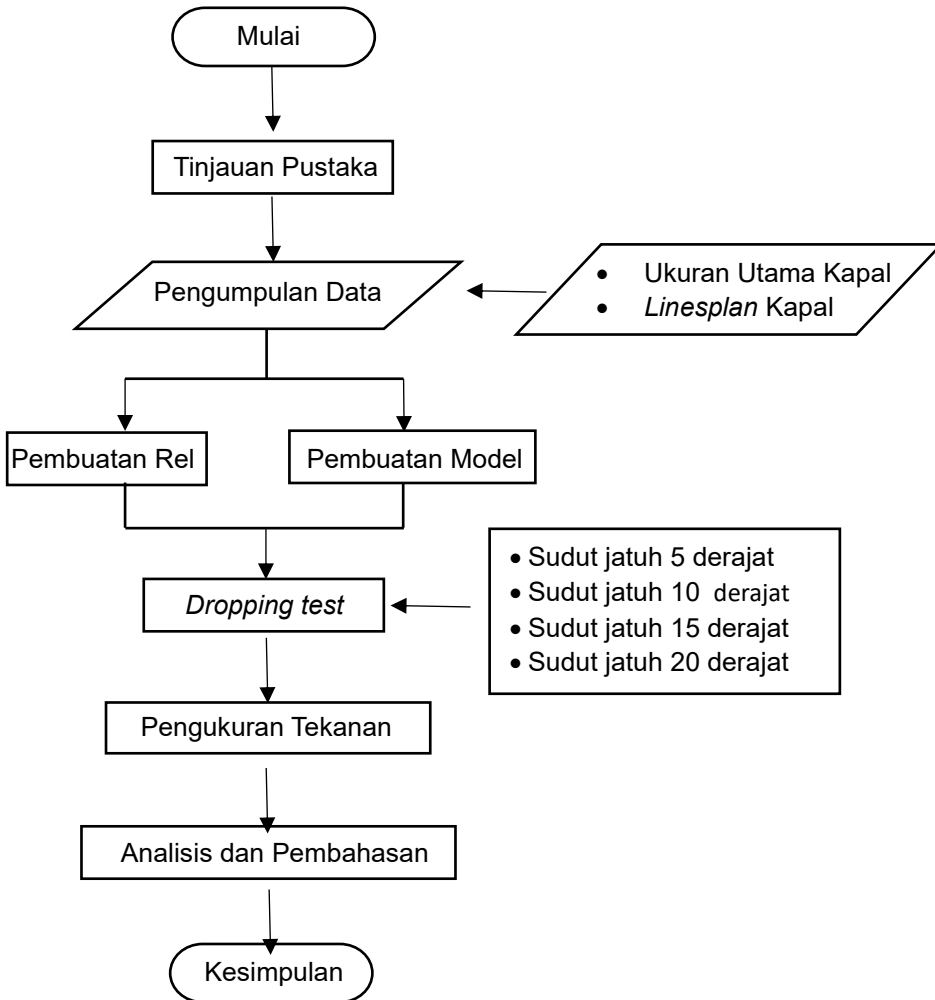 Mulai
Tinjauan Pustaka
Pengumpulan Data
• Ukuran Utama Kapal
• Linesplan Kapal
Pembuatan Rel
Pembuatan Model
Dropping test
• Sudut jatuh 5 derajat
• Sudut jatuh 10 derajat
• Sudut jatuh 15 derajat
• Sudut jatuh 20 derajat
Pengukuran Tekanan
Analisis dan Pembahasan
Kesimpulan